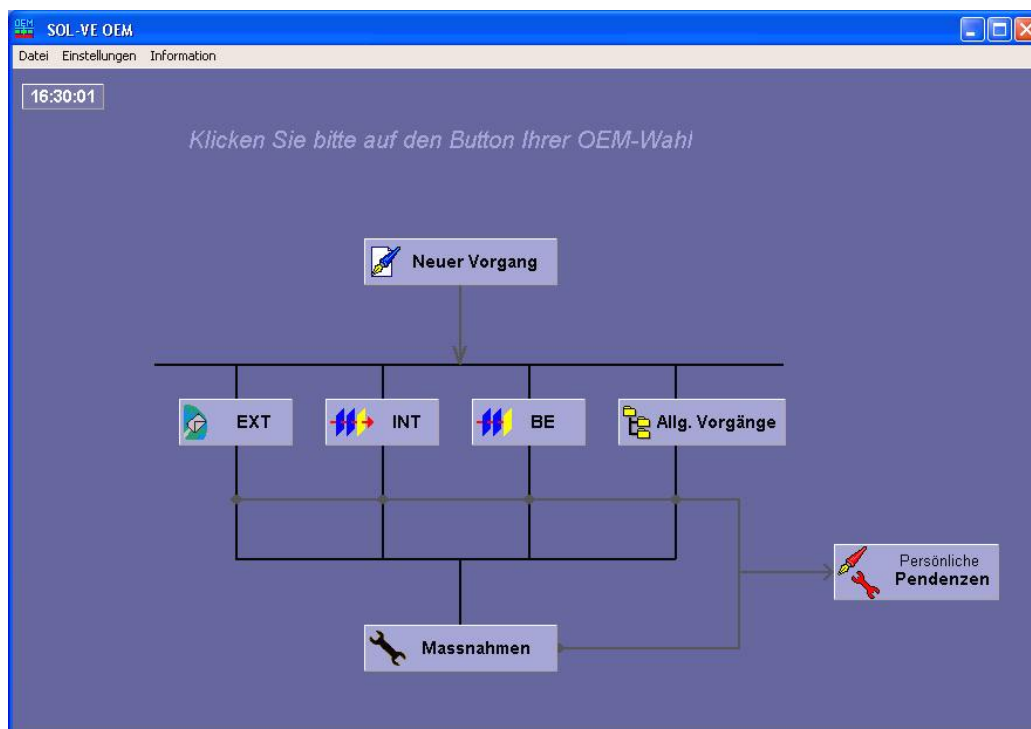 OEM SOL-VE OEM
Datei Einstellungen Information
16:30:01
Klicken Sie bitte auf den Button Ihrer OEM-Wahl
Neuer Vorgang
EXT INT BE Allg. Vorgänge
Persönliche
Pendenzen
Massnahmen